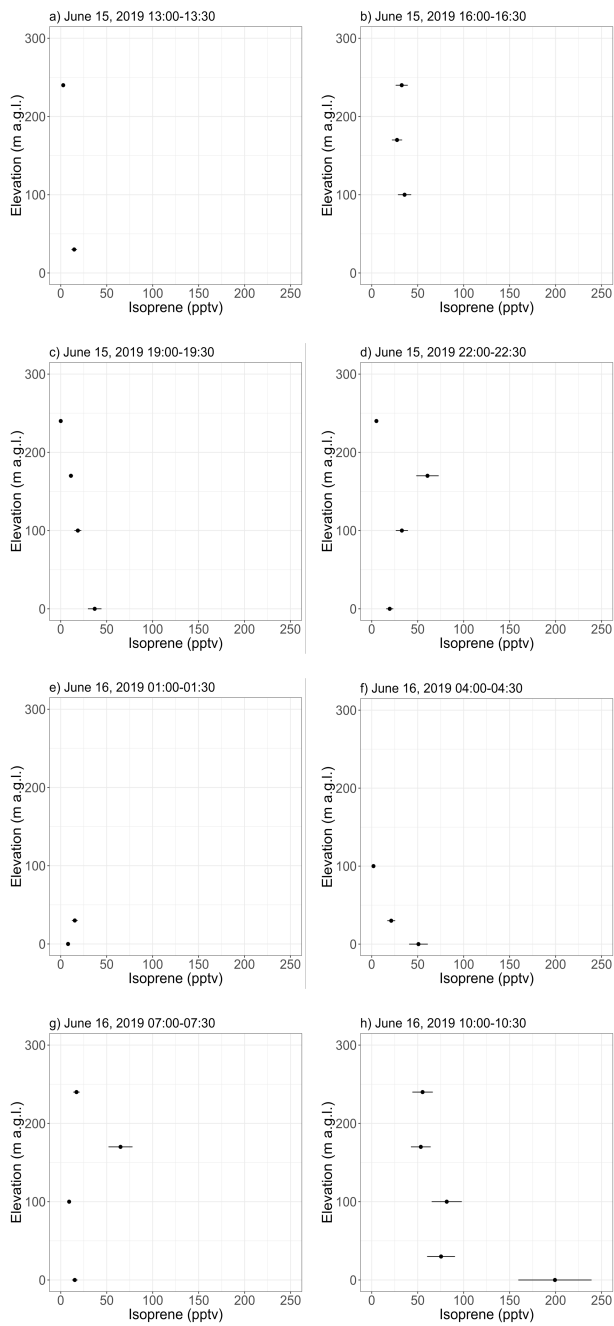 a) June 15, 2019 13:00-13:30
300
200
100
0
Elevation (m a.g.l.)
0 50 100 150 200 250
Isoprene (pptv)
b) June 15, 2019 16:00-16:30
300
200
100
0
Elevation (m a.g.l.)
0 50 100 150 200 250
Isoprene (pptv)
c) June 15, 2019 19:00-19:30
300
200
100
0
Elevation (m a.g.l.)
0 50 100 150 200 250
Isoprene (pptv)
d) June 15, 2019 22:00-22:30
300
200
100
0
Elevation (m a.g.l.)
0 50 100 150 200 250
Isoprene (pptv)
e) June 16, 2019 01:00-01:30
300
200
100
0
Elevation (m a.g.l.)
0 50 100 150 200 250
Isoprene (pptv)
f) June 16, 2019 04:00-04:30
300
200
100
0
Elevation (m a.g.l.)
0 50 100 150 200 250
Isoprene (pptv)
g) June 16, 2019 07:00-07:30
300
200
100
0
Elevation (m a.g.l.)
0 50 100 150 200 250
Isoprene (pptv)
h) June 16, 2019 10:00-10:30
300
200
100
0
Elevation (m a.g.l.)
0 50 100 150 200 250
Isoprene (pptv)